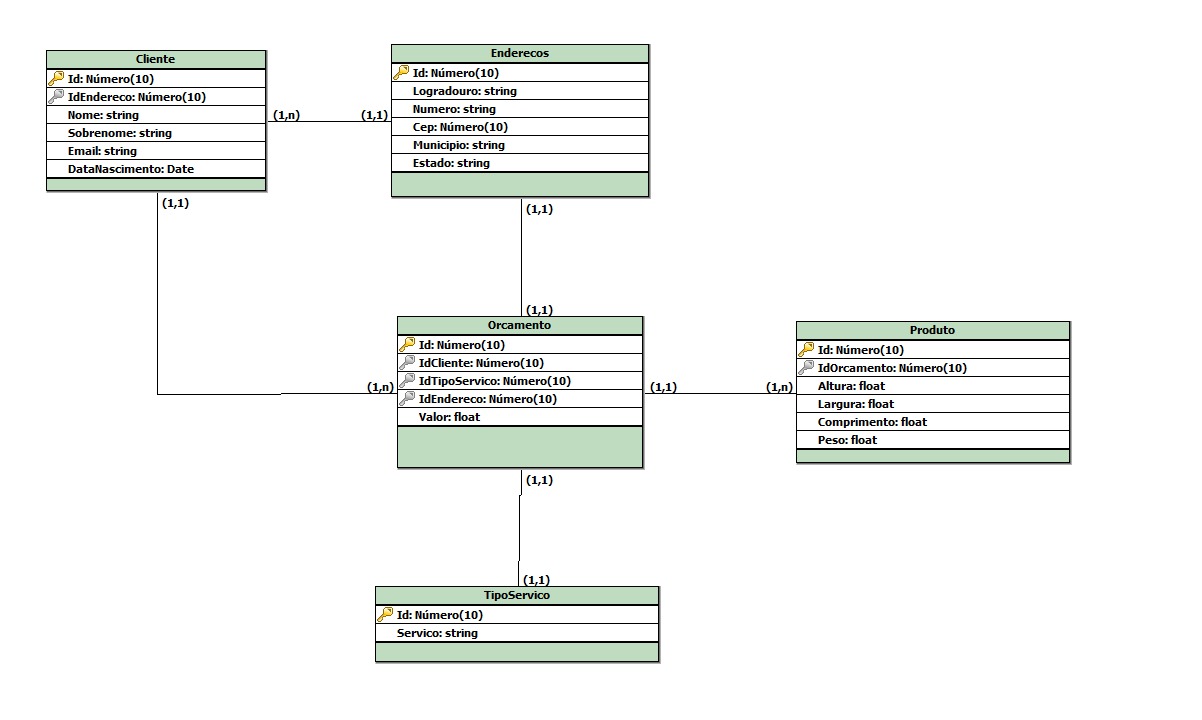 Cliente
Id: Número(10)
IdEndereco: Número(10)
Nome: string
Sobrenome: string
Email: string
DataNascimento: Date
(1,n)
(1,1)
Enderecos
Id: Número(10)
Logradouro: string
Numero: string
Cep: Número(10)
Municipio: string
Estado: string
(1,1)
(1,1)
(1,1)
Orcamento
Id: Número(10)
IdCliente: Número(10)
IdTipoServico: Número(10)
IdEndereco: Número(10)
Valor: float
(1,n)
(1,1)
(1,n)
Produto
Id: Número(10)
IdOrcamento: Número(10)
Altura: float
Largura: float
Comprimento: float
Peso: float
(1,1)
(1,1)
TipoServico
Id: Número(10)
Servico: string